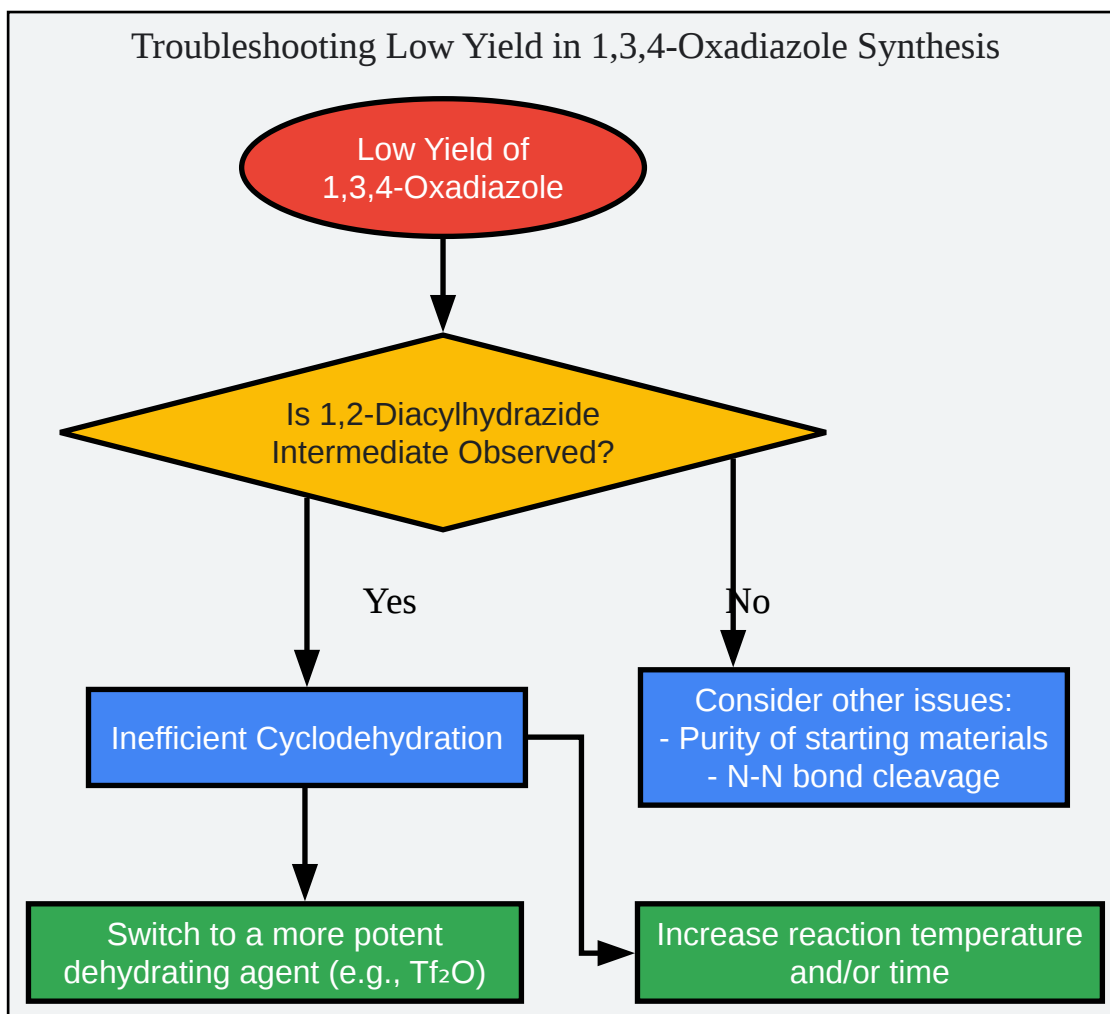 Troubleshooting Low Yield in 1,3,4-Oxadiazole Synthesis
Low Yield of
1,3,4-Oxadiazole
Is 1,2-Diacylhydrazide
Intermediate Observed?
Yes
No
Inefficient Cyclodehydration
Consider other issues:
- Purity of starting materials
- N-N bond cleavage
Switch to a more potent
dehydrating agent (e.g., Tf₂O)
Increase reaction temperature
and/or time